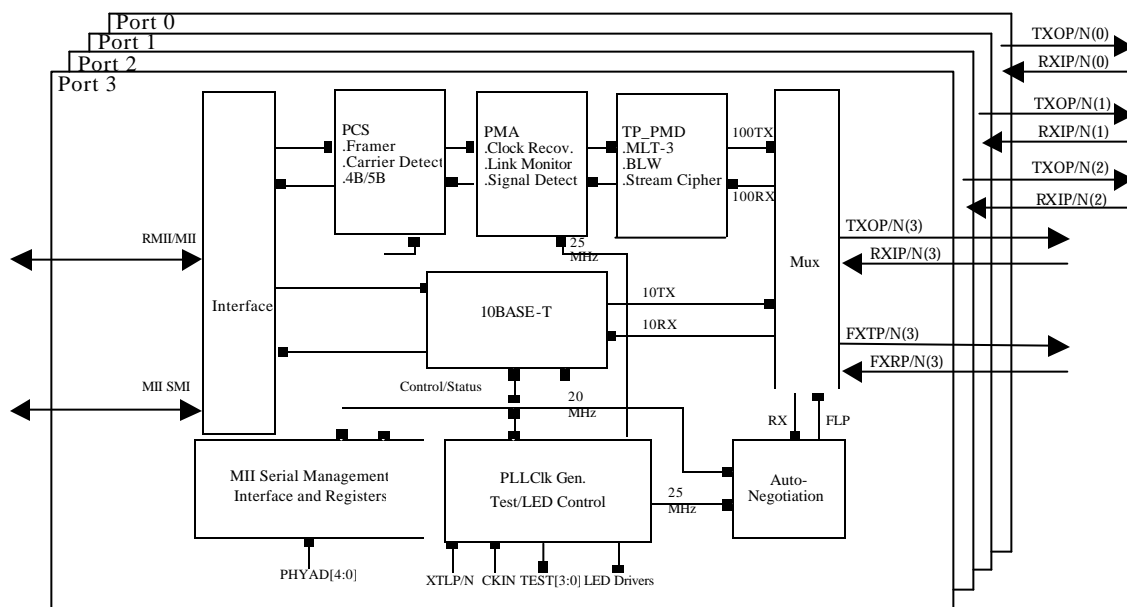 Port 0
Port 1
Port 2
Port 3
TXOP/N(0)
RXIP/N(0)
TXOP/N(1)
RXIP/N(1)
TXOP/N(2)
RXIP/N(2)
TXOP/N(3)
RXIP/N(3)
FXTP/N(3)
FXRP/N(3)
PCS
.Framer
.Carrier Detect
.4B/5B
PMA
.Clock Recov.
.Link Monitor
.Signal Detect
TP_PMD
.MLT-3
.BLW
.Stream Cipher
100TX
100RX
RMII/MII
Interface
MII SMI
25
MHz
Mux
10BASE-T
10TX
10RX
Control/Status
20
MHz
RX
FLP
MII Serial Management
Interface and Registers
PLLClk Gen.
Test/LED Control
25
MHz
Auto-
Negotiation
PHYAD[4:0]
XTLP/N
CKIN
TEST[3:0]
LED Drivers